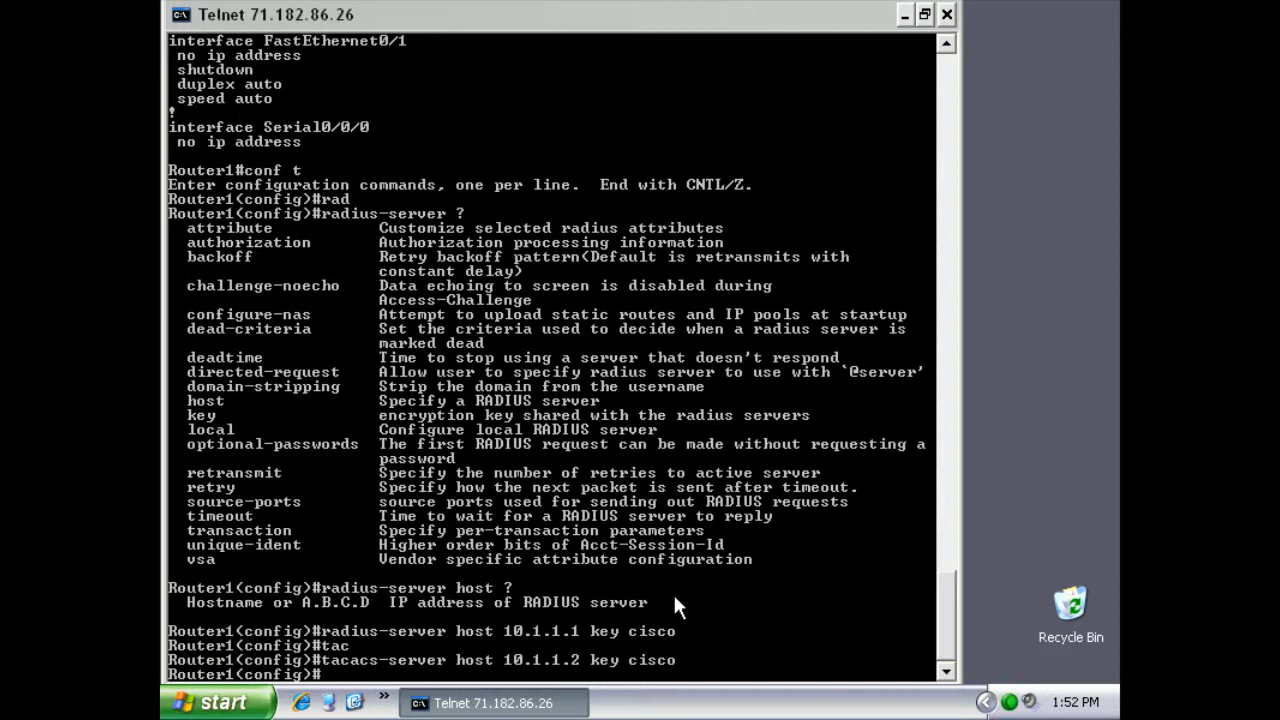 Telnet 71.182.86.26
interface FastEthernet0/1
no ip address
shutdown
duplex auto
speed auto
!
interface Serial0/0/0
no ip address
Router1#conf t
Enter configuration commands, one per line.  End with CNTL/Z.
Router1(config)#rad
Router1(config)#radius-server ?
attribute Customize selected radius attributes
authorization Authorization processing information
backoff Retry backoff pattern(Default is retransmits with
constant delay)
challenge-noecho Data echoing to screen is disabled during
Access-Challenge
configure-nas Attempt to upload static routes and IP pools at startup
dead-criteria Set the criteria used to decide when a radius server is
marked dead
deadtime Time to stop using a server that doesn't respond
directed-request Allow user to specify radius server to use with `@server'
domain-stripping Strip the domain from the username
host Specify a RADIUS server
key encryption key shared with the radius servers
local Configure local RADIUS server
optional-passwords The first RADIUS request can be made without requesting a
password
retransmit Specify the number of retries to active server
retry Specify how the next packet is sent after timeout.
source-ports source ports used for sending out RADIUS requests
timeout Time to wait for a RADIUS server to reply
transaction Specify per-transaction parameters
unique-ident Higher order bits of Acct-Session-Id
vsa Vendor specific attribute configuration
Router1(config)#radius-server host ?
Hostname or A.B.C.D  IP address of RADIUS server
Router1(config)#radius-server host 10.1.1.1 key cisco
Router1(config)#tac
Router1(config)#tacacs-server host 10.1.1.2 key cisco
Router1(config)#
Recycle Bin
start
Telnet 71.182.86.26
1:52 PM